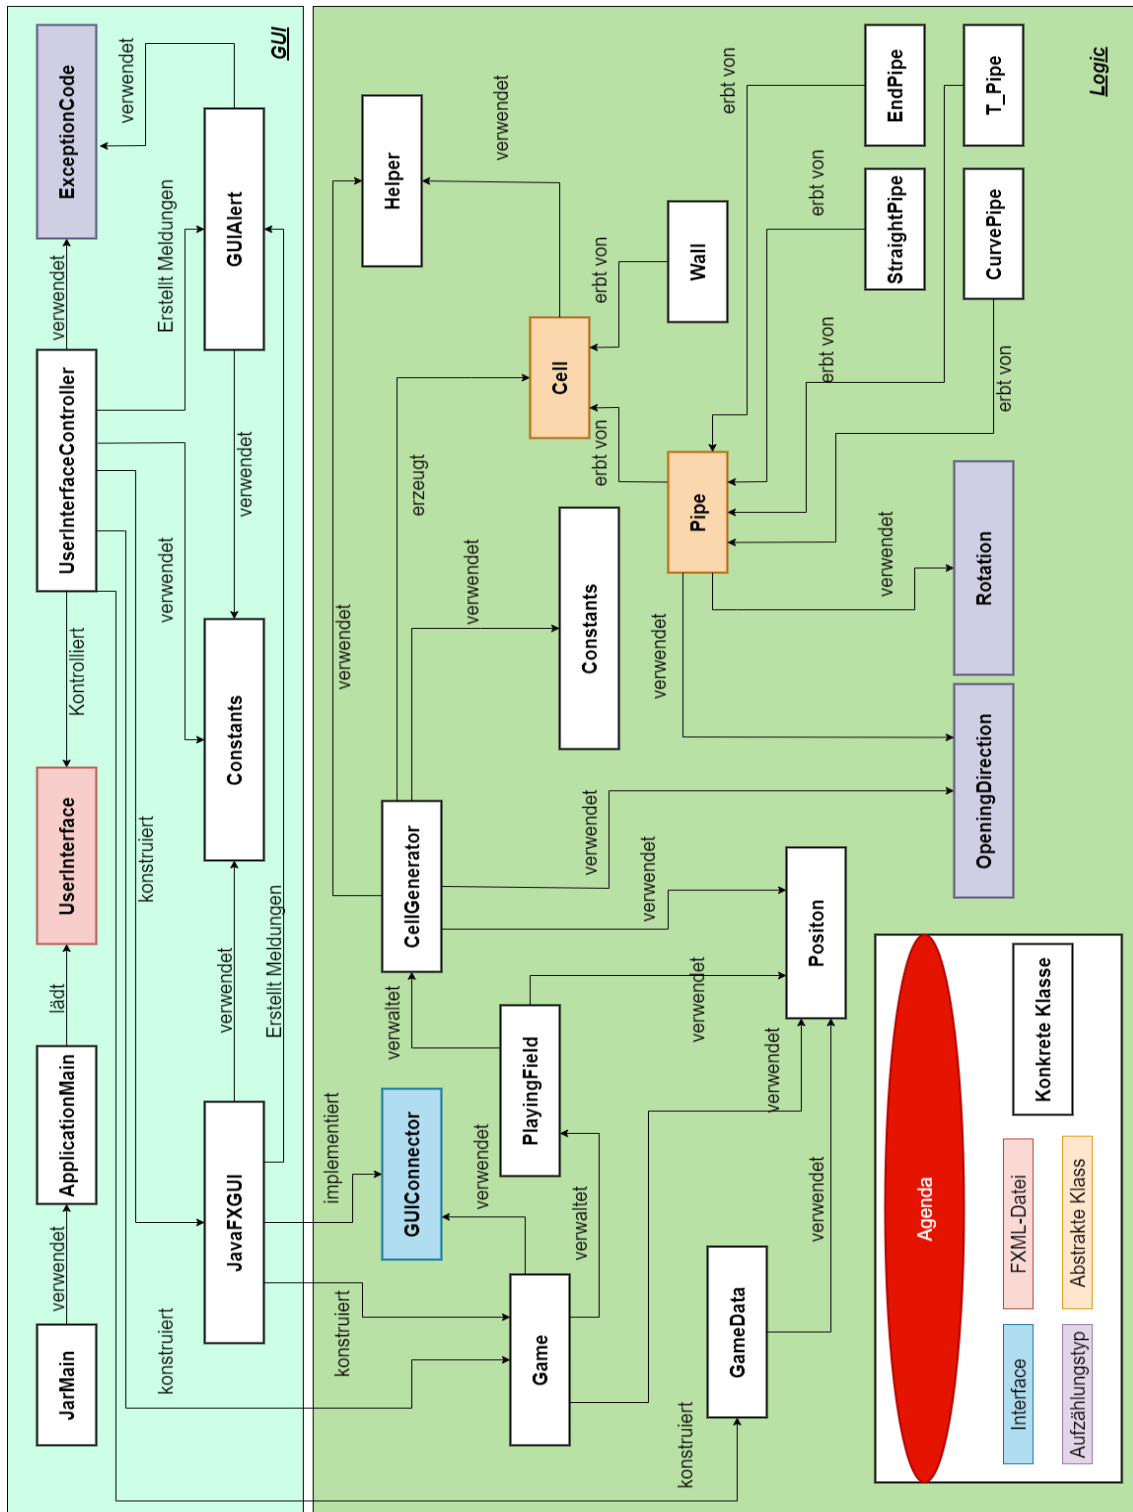 GUI
JarMain
verwendet
ApplicationMain
lädt
UserInterface
Kontrolliert
UserInterfaceController
verwendet
ExceptionCode
verwendet
konstruiert
konstruiert
verwendet
Erstellt Meldungen
JavaFXGUI
verwendet
Constants
verwendet
GUIAlert
Erstellt Meldungen
implementiert
konstruiert
Logic
GUIConnector
verwendet
verwaltet
CellGenerator
verwendet
erzeugt
verwendet
Helper
verwendet
Game
verwaltet
PlayingField
verwendet
verwendet
verwendet
Constants
Cell
erbt von
erbt von
Wall
konstruiert
GameData
verwendet
verwendet
Positon
verwendet
Pipe
verwendet
erbt von
erbt von
erbt von
erbt von
EndPipe
StraightPipe
T_Pipe
CurvePipe
OpeningDirection
Rotation
Agenda
Interface
FXML-Datei
Konkrete Klasse
Aufzählungstyp
Abstrakte Klass